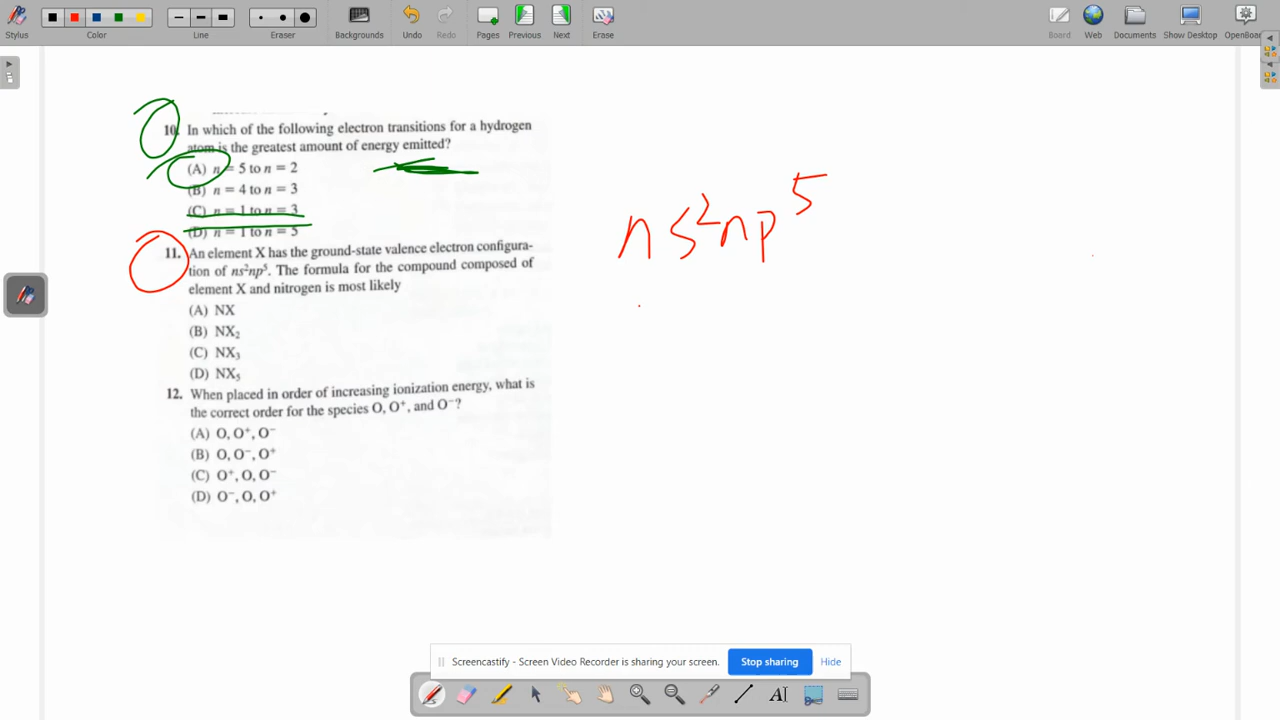 Stylus
Color
Line
Eraser
Backgrounds
Undo
Redo
Pages
Previous
Next
Erase
Board
Web
Documents
Show Desktop
OpenBoa
10. In which of the following electron transitions for a hydrogen
atom is the greatest amount of energy emitted?
(A) n = 5 to n = 2
(B) n = 4 to n = 3
(C) n = 1 to n = 3
(D) n = 1 to n = 5
11. An element X has the ground-state valence electron configura-
tion of ns²np⁵. The formula for the compound composed of
element X and nitrogen is most likely
(A) NX
(B) NX₂
(C) NX₃
(D) NX₅
12. When placed in order of increasing ionization energy, what is
the correct order for the species O, O⁺, and O⁻?
(A) O, O⁺, O⁻
(B) O, O⁻, O⁺
(C) O⁺, O, O⁻
(D) O⁻, O, O⁺
ns²np⁵
Screencastify - Screen Video Recorder is sharing your screen.
Stop sharing
Hide